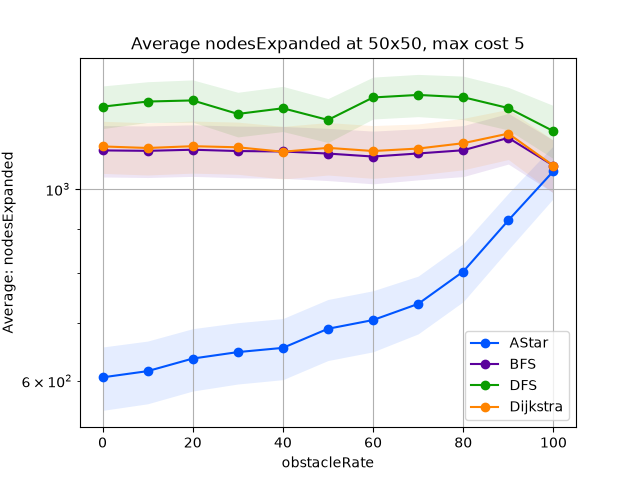 Average nodesExpanded at 50x50, max cost 5
Average: nodesExpanded
10³
6 × 10²
AStar
BFS
DFS
Dijkstra
0 20 40 60 80 100
obstacleRate